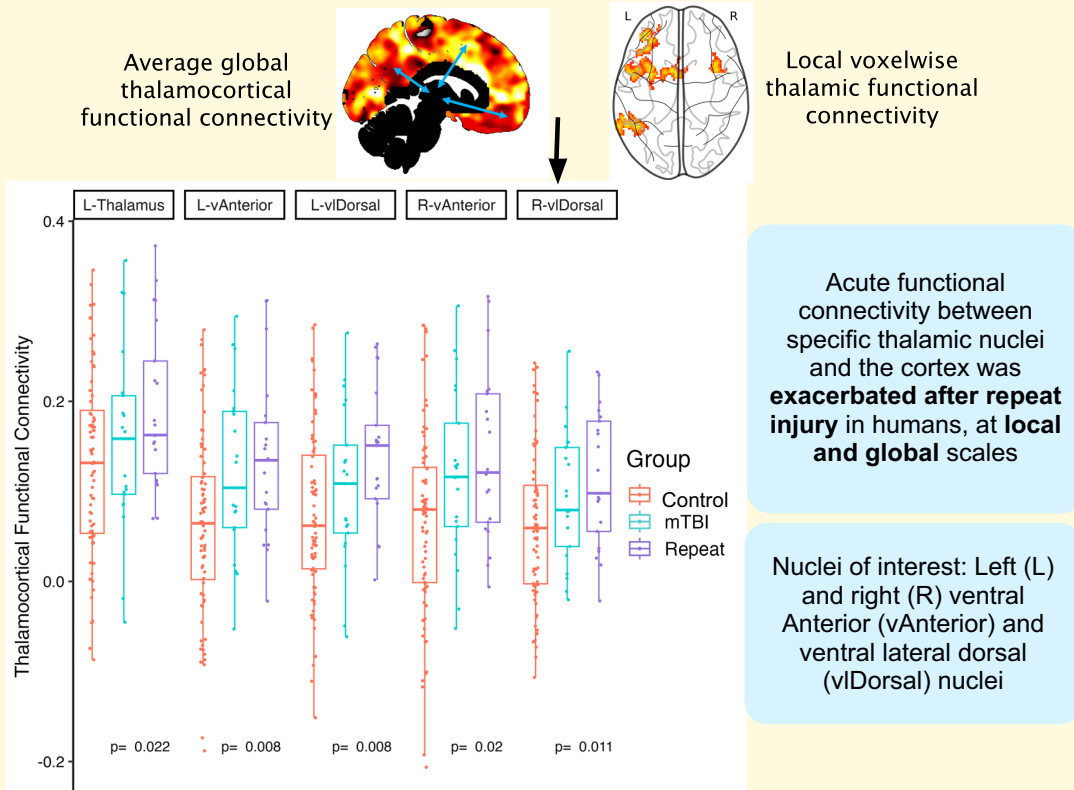 Average global
thalamocortical
functional connectivity
L R
Local voxelwise
thalamic functional
connectivity
L-Thalamus
L-vAnterior
L-vlDorsal
R-vAnterior
R-vlDorsal
Thalamocortical Functional Connectivity
0.4
0.2
0.0
-0.2
p= 0.022
p= 0.008
p= 0.008
p= 0.02
p= 0.011
Group
Control
mTBI
Repeat
Acute functional
connectivity between
specific thalamic nuclei
and the cortex was
exacerbated after repeat
injury in humans, at local
and global scales
Nuclei of interest: Left (L)
and right (R) ventral
Anterior (vAnterior) and
ventral lateral dorsal
(vlDorsal) nuclei